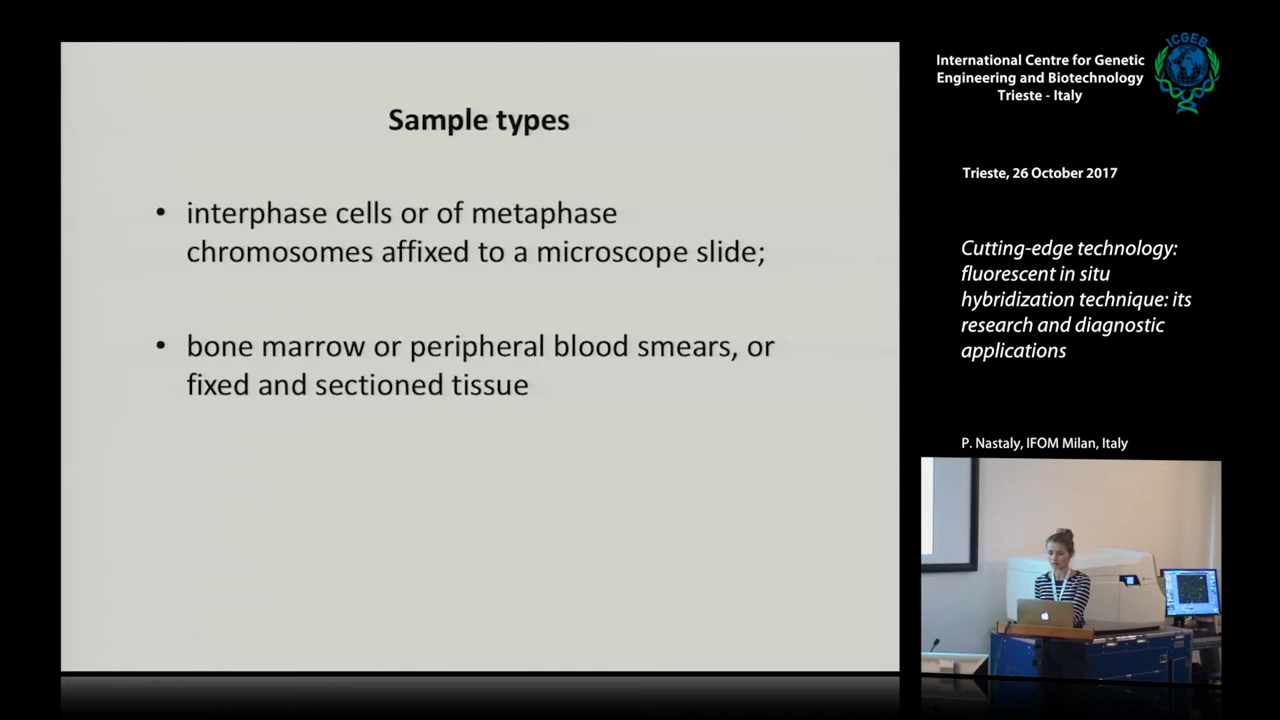 Sample types
• interphase cells or of metaphase
chromosomes affixed to a microscope slide;
• bone marrow or peripheral blood smears, or
fixed and sectioned tissue
International Centre for Genetic
Engineering and Biotechnology
Trieste - Italy
ICGEB
Trieste, 26 October 2017
Cutting-edge technology:
fluorescent in situ
hybridization technique: its
research and diagnostic
applications
P. Nastaly, IFOM Milan, Italy